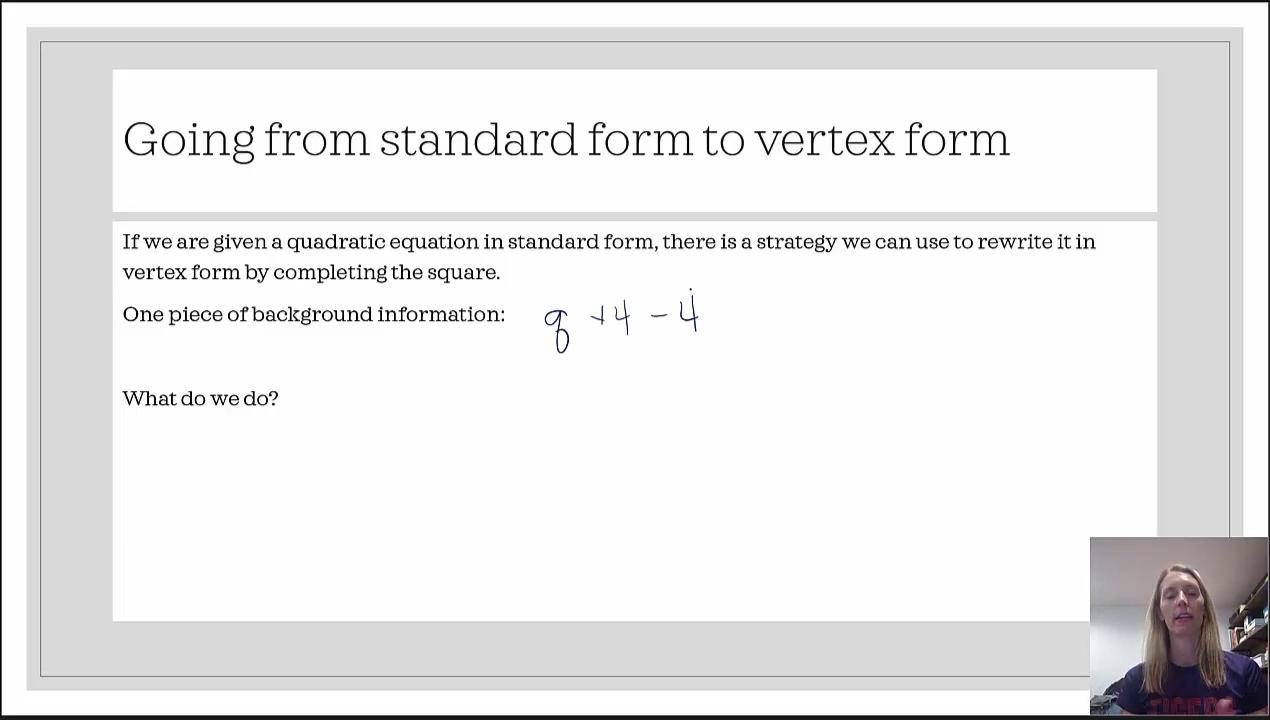 Going from standard form to vertex form
If we are given a quadratic equation in standard form, there is a strategy we can use to rewrite it in
vertex form by completing the square.
One piece of background information: 8 +4 - 4
What do we do?
TIGERS